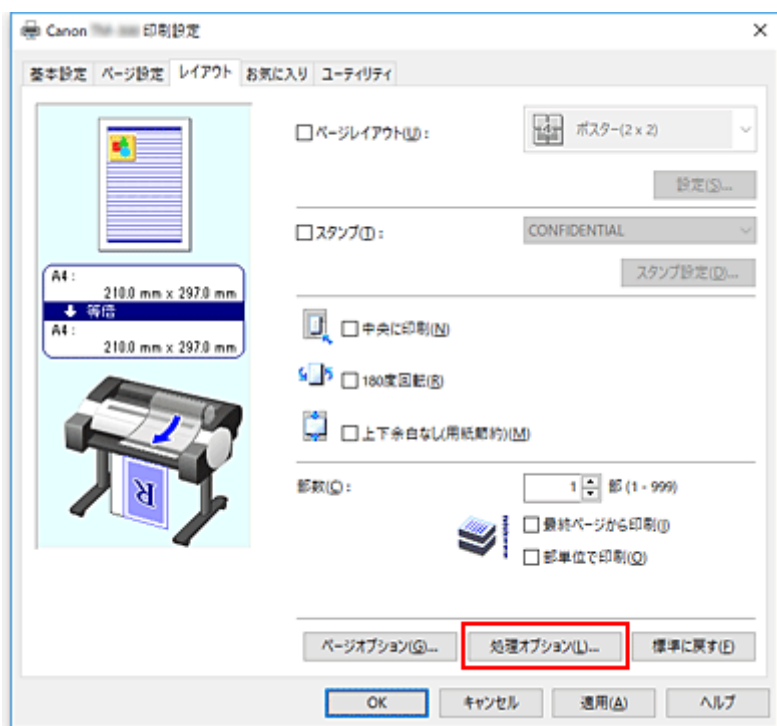 Canon 印刷設定
基本設定 ページ設定 レイアウト お気に入り ユーティリティ
ページレイアウト(U): ポスター(2 x 2)
設定(S)...
スタンプ(T): CONFIDENTIAL
スタンプ設定(D)...
A4:
210.0 mm x 297.0 mm
等倍
A4:
210.0 mm x 297.0 mm
中央に印刷(N)
180度回転(R)
上下余白なし(用紙節約)(M)
R
部数(C): 1 部 (1 - 999)
最終ページから印刷(I)
部単位で印刷(O)
ページオプション(G)... 処理オプション(L)... 標準に戻す(F)
OK キャンセル 適用(A) ヘルプ